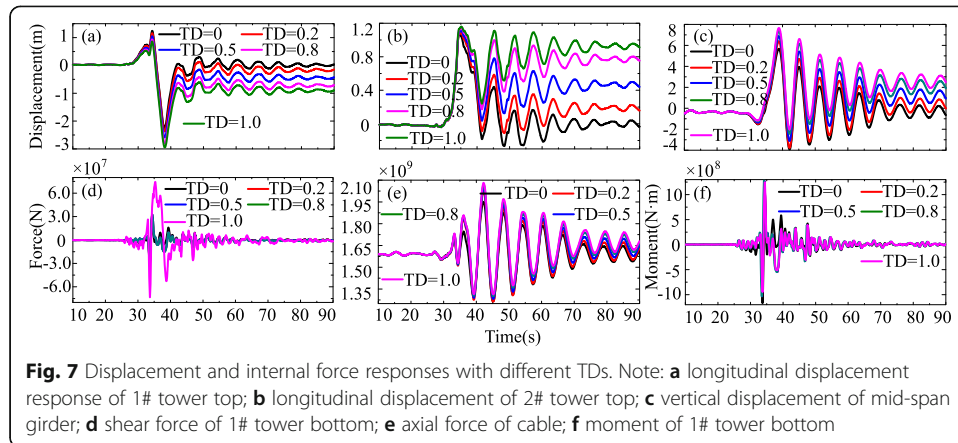 (a) TD=0 TD=0.2
TD=0.5 TD=0.8
TD=1.0
Displacement(m)
1
0
-1
-2
-3
(b)
TD=0
TD=0.2
TD=0.5
TD=0.8
TD=1.0
1.2
0.8
0.4
0
(c)
TD=0
TD=0.2
TD=0.5
TD=0.8
TD=1.0
8
6
4
2
0
-2
-4
×10^7
(d) TD=0 TD=0.2
TD=0.5 TD=0.8
TD=1.0
Force(N)
6.0
3.0
0
-3.0
-6.0
10 20 30 40 50 60 70 80 90
×10^9
(e) TD=0 TD=0.2
TD=0.8 TD=0.5
TD=1.0
2.10
1.95
1.80
1.65
1.50
1.35
10 20 30 40 50 60 70 80 90
Time(s)
×10^8
(f) TD=0 TD=0.2
TD=0.5 TD=0.8
TD=1.0
Moment(N·m)
10
5
0
-5
-10
10 20 30 40 50 60 70 80 90
Fig. 7 Displacement and internal force responses with different TDs. Note: a longitudinal displacement
response of 1# tower top; b longitudinal displacement of 2# tower top; c vertical displacement of mid-span
girder; d shear force of 1# tower bottom; e axial force of cable; f moment of 1# tower bottom